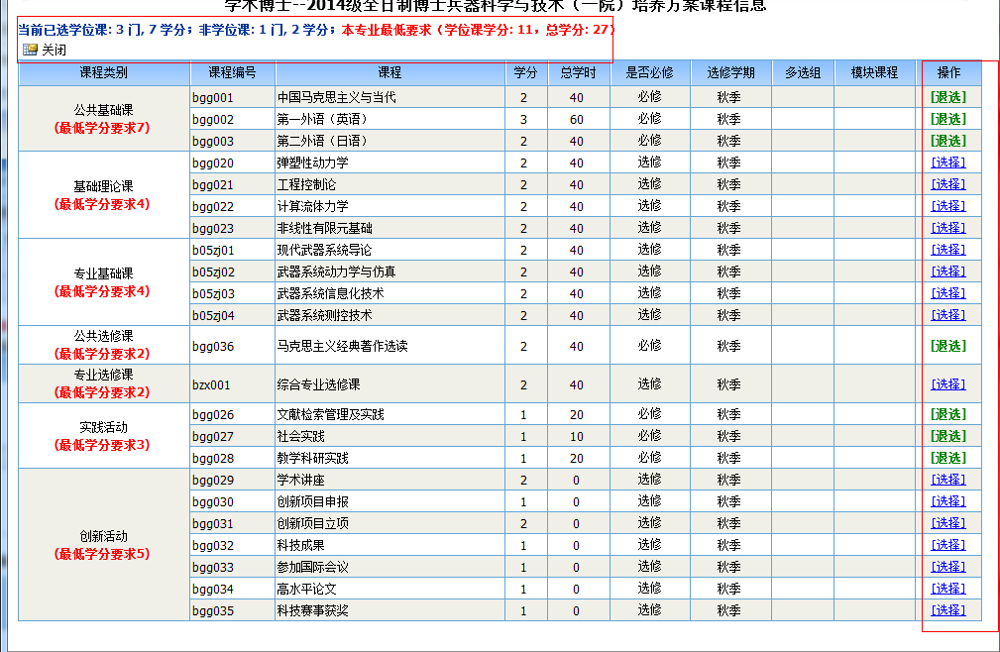 学术博士--2014级全日制博士兵器科学与技术（一院）培养方案课程信息
当前已选学位课: 3 门, 7 学分；非学位课: 1 门, 2 学分；本专业最低要求（学位课学分: 11，总学分: 27）
关闭
课程类别 课程编号 课程 学分 总学时 是否必修 选修学期 多选组 模块课程 操作
公共基础课
(最低学分要求7)
bgg001 中国马克思主义与当代 2 40 必修 秋季 [退选]
bgg002 第一外语（英语） 3 60 必修 秋季 [退选]
bgg003 第二外语（日语） 2 40 必修 秋季 [退选]
基础理论课
(最低学分要求4)
bgg020 弹塑性动力学 2 40 选修 秋季 [选择]
bgg021 工程控制论 2 40 选修 秋季 [选择]
bgg022 计算流体力学 2 40 选修 秋季 [选择]
bgg023 非线性有限元基础 2 40 选修 秋季 [选择]
专业基础课
(最低学分要求4)
b05zj01 现代武器系统导论 2 40 选修 秋季 [选择]
b05zj02 武器系统动力学与仿真 2 40 选修 秋季 [选择]
b05zj03 武器系统信息化技术 2 40 选修 秋季 [选择]
b05zj04 武器系统测控技术 2 40 选修 秋季 [选择]
公共选修课
(最低学分要求2)
bgg036 马克思主义经典著作选读 2 40 必修 秋季 [退选]
专业选修课
(最低学分要求2)
bzx001 综合专业选修课 2 40 选修 秋季 [选择]
实践活动
(最低学分要求3)
bgg026 文献检索管理及实践 1 20 必修 秋季 [退选]
bgg027 社会实践 1 10 必修 秋季 [退选]
bgg028 教学科研实践 1 20 必修 秋季 [退选]
创新活动
(最低学分要求5)
bgg029 学术讲座 2 0 选修 秋季 [选择]
bgg030 创新项目申报 1 0 选修 秋季 [选择]
bgg031 创新项目立项 2 0 选修 秋季 [选择]
bgg032 科技成果 1 0 选修 秋季 [选择]
bgg033 参加国际会议 1 0 选修 秋季 [选择]
bgg034 高水平论文 1 0 选修 秋季 [选择]
bgg035 科技赛事获奖 1 0 选修 秋季 [选择]